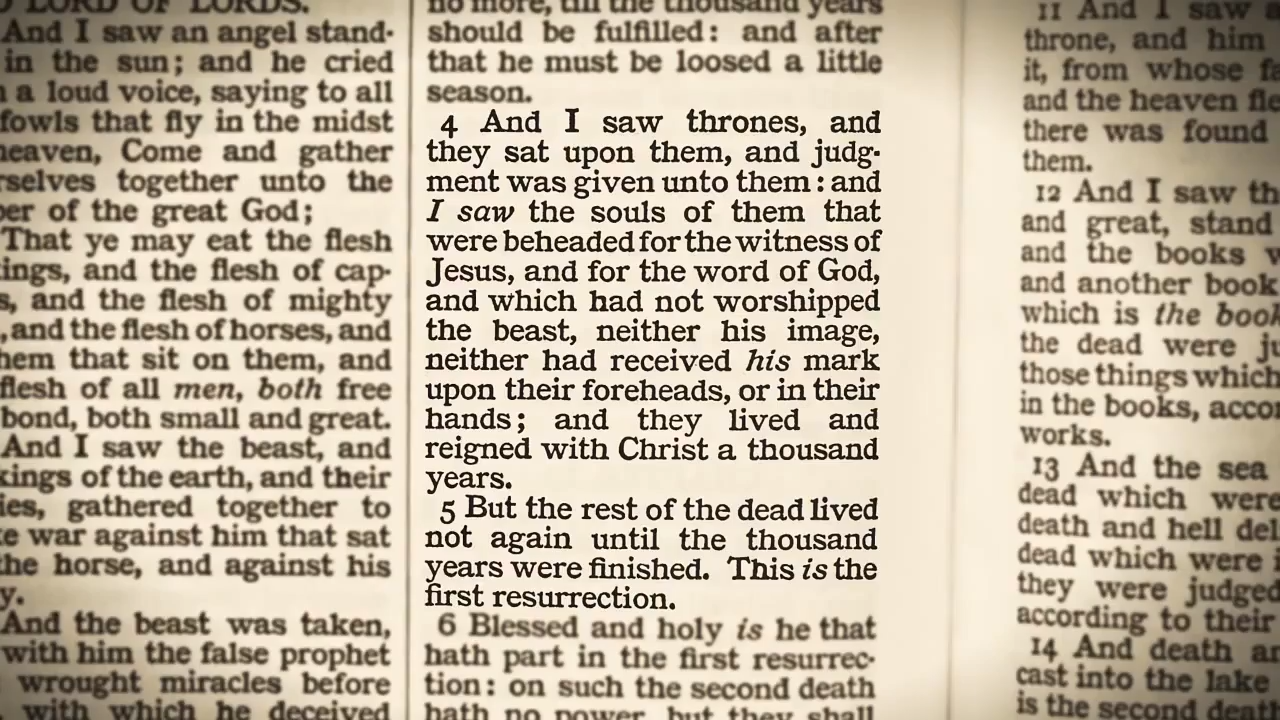 LORD OF LORDS.
And I saw an angel stand-
in the sun; and he cried
a loud voice, saying to all
fowls that fly in the midst
heaven, Come and gather
together unto the
of the great God;
That ye may eat the flesh
and the flesh of cap-
and the flesh of mighty
, and the flesh of horses, and
that sit on them, and
flesh of all men, both free
bond, both small and great.
And I saw the beast, and
kings of the earth, and their
gathered together to
war against him that sat
the horse, and against his
And the beast was taken,
with him the false prophet
wrought miracles before
with which he deceived
no more, till the thousand years
should be fulfilled: and after
that he must be loosed a little
season.
4 And I saw thrones, and
they sat upon them, and judg-
ment was given unto them: and
I saw the souls of them that
were beheaded for the witness of
Jesus, and for the word of God,
and which had not worshipped
the beast, neither his image,
neither had received his mark
upon their foreheads, or in their
hands; and they lived and
reigned with Christ a thousand
years.
5 But the rest of the dead lived
not again until the thousand
years were finished. This is the
first resurrection.
6 Blessed and holy is he that
hath part in the first resurrec-
tion: on such the second death
hath no power, but they shall
11 And I saw a
throne, and him
it, from whose
and the heaven
there was found
them.
12 And I saw
and great, stand
and the books
and another book
which is the
the dead were
those things which
in the books,
works.
13 And the sea
dead which were
death and hell
dead which were
they were judged
according to their
14 And death
cast into the lake
is the second death